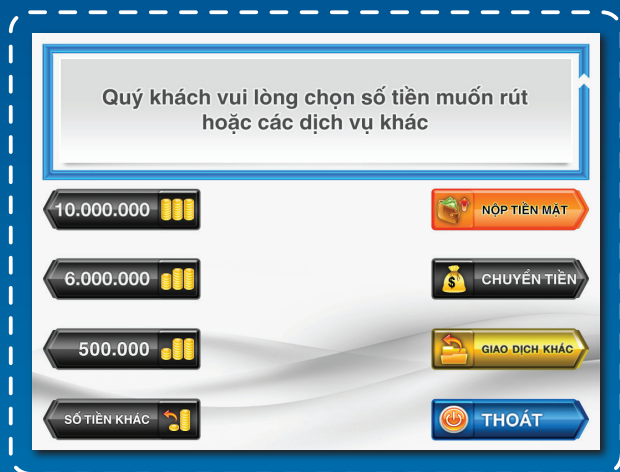 Quý khách vui lòng chọn số tiền muốn rút
hoặc các dịch vụ khác
10.000.000
NỘP TIỀN MẶT
6.000.000
CHUYỂN TIỀN
500.000
GIAO DỊCH KHÁC
SỐ TIỀN KHÁC
THOÁT